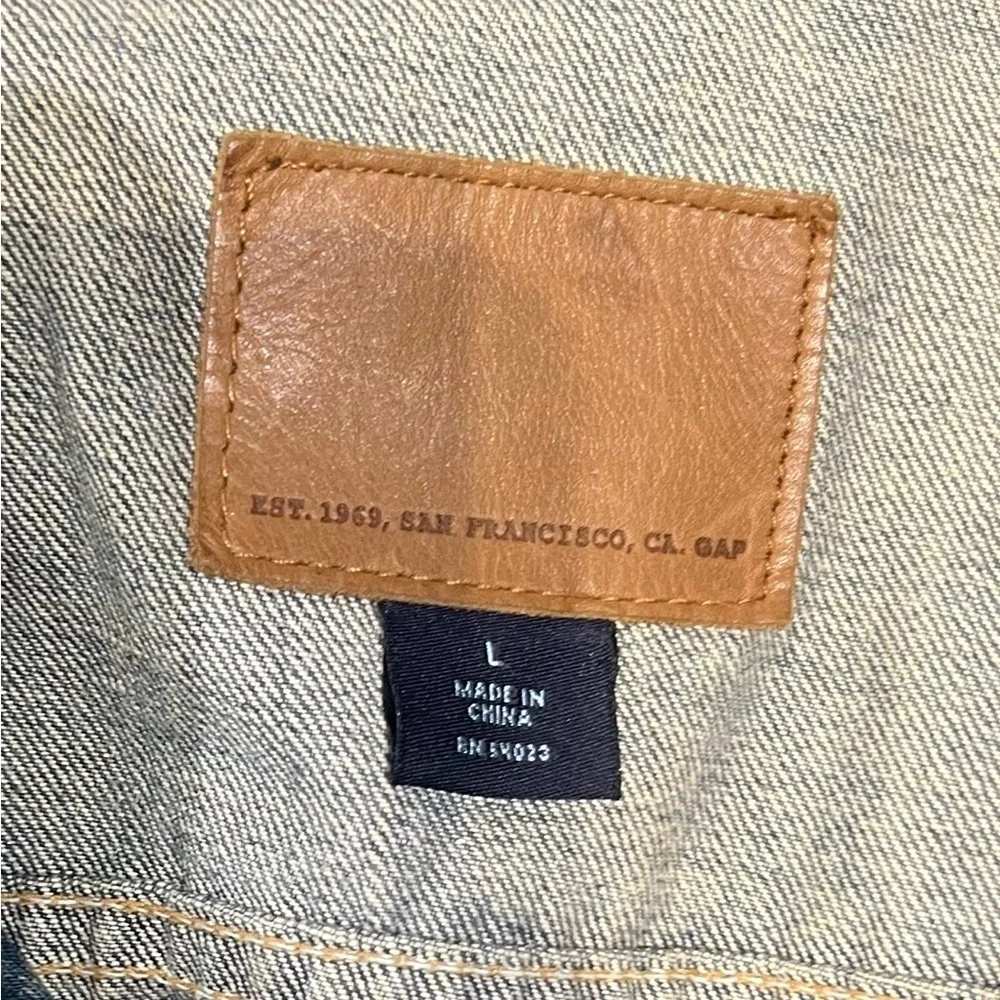 EST. 1969, SAN FRANCISCO, CA. GAP
L
MADE IN
CHINA
RN 54023